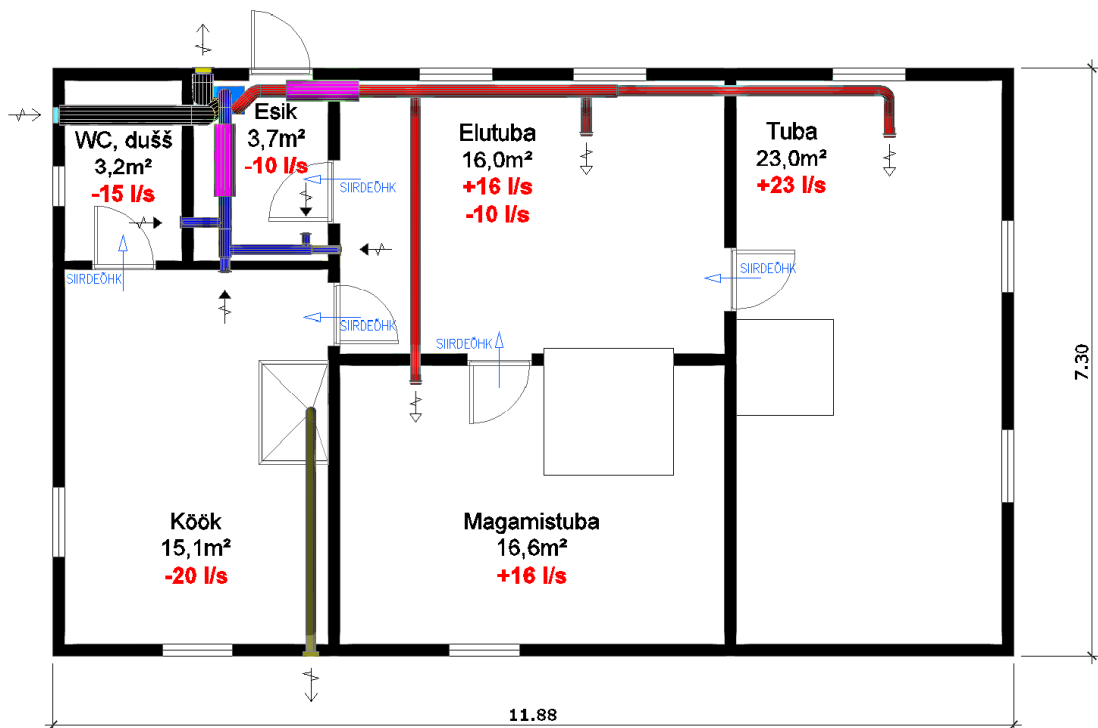 WC, dušš
3,2m²
-15 l/s
Esik
3,7m²
-10 l/s
Elutuba
16,0m²
+16 l/s
-10 l/s
Tuba
23,0m²
+23 l/s
SIIRDEÕHK
SIIRDEÕHK
SIIRDEÕHK
SIIRDEÕHK
SIIRDEÕHK
Köök
15,1m²
-20 l/s
Magamistuba
16,6m²
+16 l/s
7.30
11.88